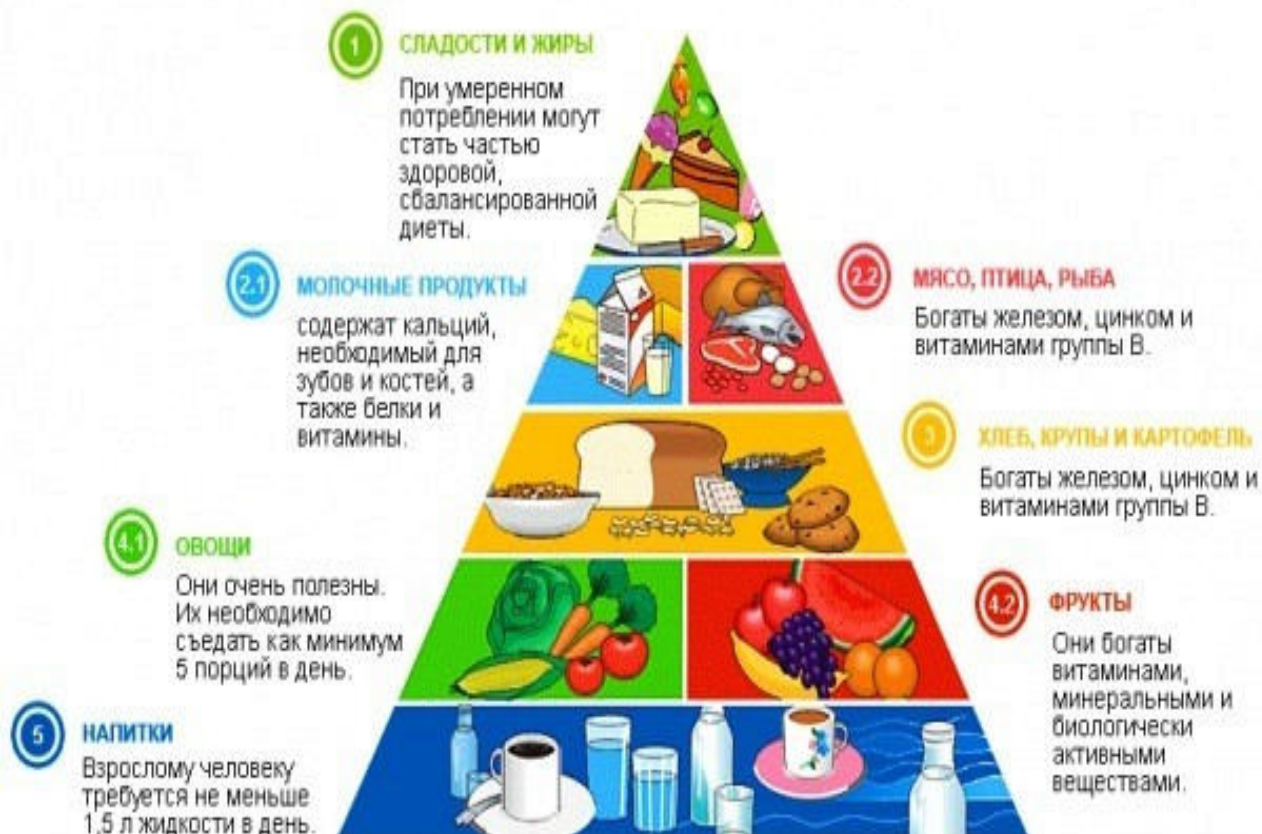 1
СЛАДОСТИ И ЖИРЫ
При умеренном
потреблении могут
стать частью
здоровой,
сбалансированной
диеты.
2.1
МОЛОЧНЫЕ ПРОДУКТЫ
содержат кальций,
необходимый для
зубов и костей, а
также белки и
витамины.
2.2
МЯСО, ПТИЦА, РЫБА
Богаты железом, цинком и
витаминами группы В.
3
ХЛЕБ, КРУПЫ И КАРТОФЕЛЬ
Богаты железом, цинком и
витаминами группы В.
4.1
ОВОЩИ
Они очень полезны.
Их необходимо
съедать как минимум
5 порций в день.
4.2
ФРУКТЫ
Они богаты
витаминами,
минеральными и
биологически
активными
веществами.
5
НАПИТКИ
Взрослому человеку
требуется не меньше
1,5 л жидкости в день.